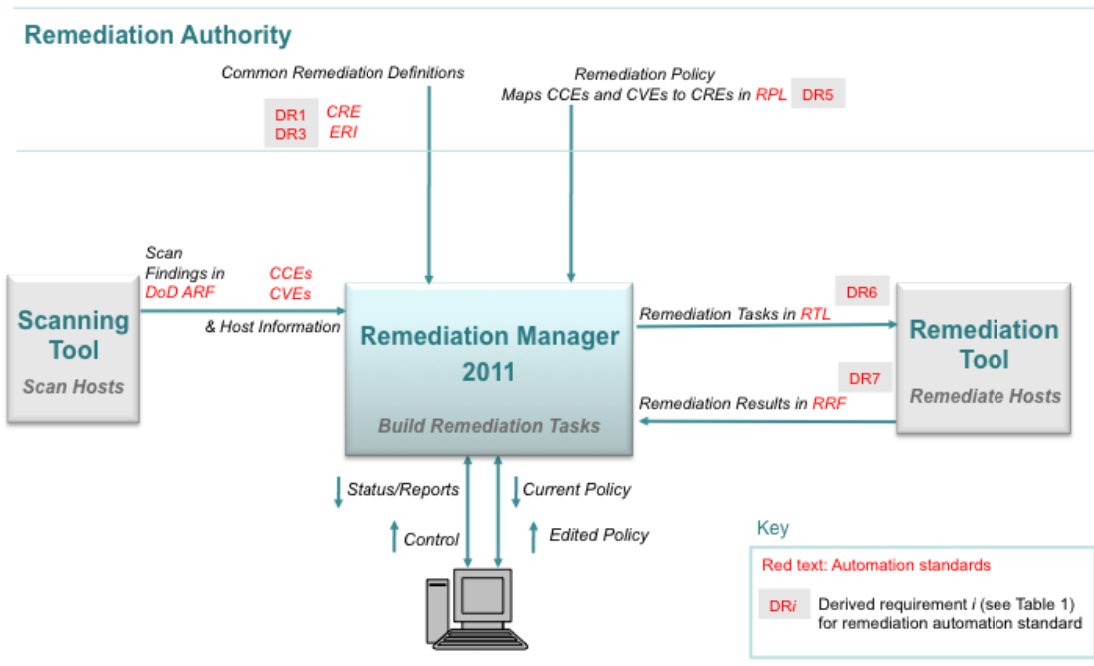 Remediation Authority
Common Remediation Definitions
DR1 CRE
DR3 ERI
Remediation Policy
Maps CCEs and CVEs to CREs in RPL DR5
Scan
Findings in
DoD ARF
CCEs
CVEs
& Host Information
Scanning
Tool
Scan Hosts
Remediation Manager
2011
Build Remediation Tasks
DR6
Remediation Tasks in RTL
DR7
Remediation Results in RRF
Remediation
Tool
Remediate Hosts
Status/Reports
Control
Current Policy
Edited Policy
Key
Red text: Automation standards
DRi Derived requirement i (see Table 1)
for remediation automation standard